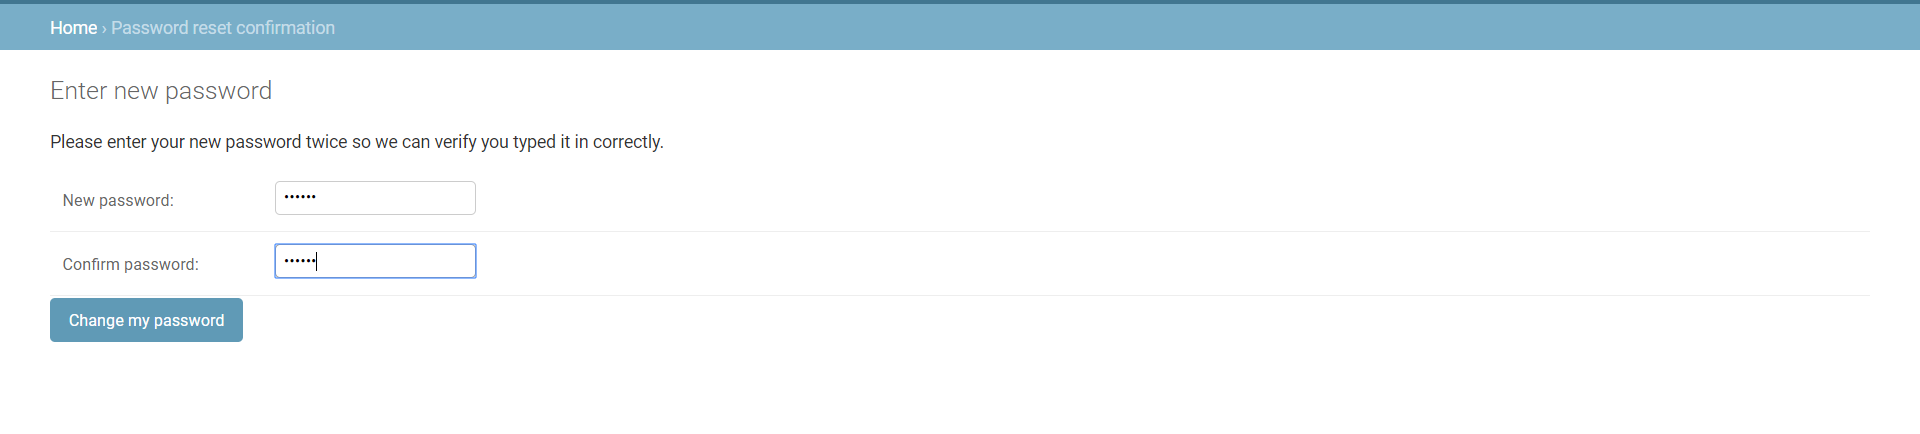 Home › Password reset confirmation
Enter new password
Please enter your new password twice so we can verify you typed it in correctly.
New password: ••••••
Confirm password: ••••••
Change my password